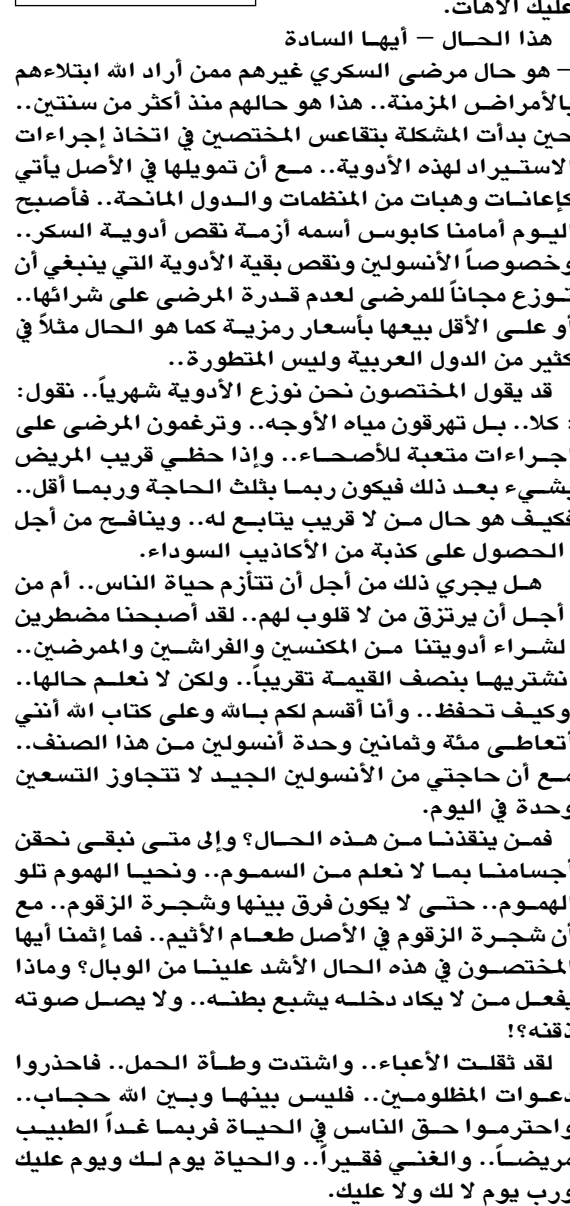 عليك الآهات.
هذا الحال – أيها السادة
– هو حال مرضى السكري غيرهم ممن أراد الله ابتلاءهم
بالأمراض المزمنة.. هذا هو حالهم منذ أكثر من سنتين..
حين بدأت المشكلة بتقاعس المختصين في اتخاذ إجراءات
الاستيراد لهذه الأدوية.. مع أن تمويلها في الأصل يأتي
كإعانات وهبات من المنظمات والدول المانحة.. فأصبح
اليوم أمامنا كابوس أسمه أزمة نقص أدوية السكر..
وخصوصاً الأنسولين ونقص بقية الأدوية التي ينبغي أن
توزع مجاناً للمرضى لعدم قدرة المرضى على شرائها..
أو على الأقل بيعها بأسعار رمزية كما هو الحال مثلاً في
كثير من الدول العربية وليس المتطورة..
قد يقول المختصون نحن نوزع الأدوية شهرياً.. نقول:
: كلا.. بل تهرقون مياه الأوجه.. وترغمون المرضى على
إجراءات متعبة للأصحاء.. وإذا حظي قريب المريض
بشيء بعد ذلك فيكون ربما بثلث الحاجة وربما أقل..
فكيف هو حال من لا قريب يتابع له.. وينافح من أجل
الحصول على كذبة من الأكاذيب السوداء.
هل يجري ذلك من أجل أن تتأزم حياة الناس.. أم من
أجل أن يرتزق من لا قلوب لهم.. لقد أصبحنا مضطرين
لشراء أدويتنا من المكنسين والفراشين والممرضين..
نشتريها بنصف القيمة تقريباً.. ولكن لا نعلم حالها..
وكيف تحفظ.. وأنا أقسم لكم بالله وعلى كتاب الله أنني
أتعاطى مئة وثمانين وحدة أنسولين من هذا الصنف..
مع أن حاجتي من الأنسولين الجيد لا تتجاوز التسعين
وحدة في اليوم.
فمن ينقذنا من هذه الحال؟ وإلى متى نبقى نحقن
أجسامنا بما لا نعلم من السموم.. ونحيا الهموم تلو
الهموم.. حتى لا يكون فرق بينها وشجرة الزقوم.. مع
أن شجرة الزقوم في الأصل طعام الأثيم.. فما إثمنا أيها
المختصون في هذه الحال الأشد علينا من الوبال؟ وماذا
يفعل من لا يكاد دخله يشبع بطنه.. ولا يصل صوته
ذقنه؟!
لقد ثقلت الأعباء.. واشتدت وطأة الحمل.. فاحذروا
دعوات المظلومين.. فليس بينها وبين الله حجاب..
واحترموا حق الناس في الحياة فربما غداً الطبيب
مريضاً.. والغني فقيراً.. والحياة يوم لك ويوم عليك
ورب يوم لا لك ولا عليك.